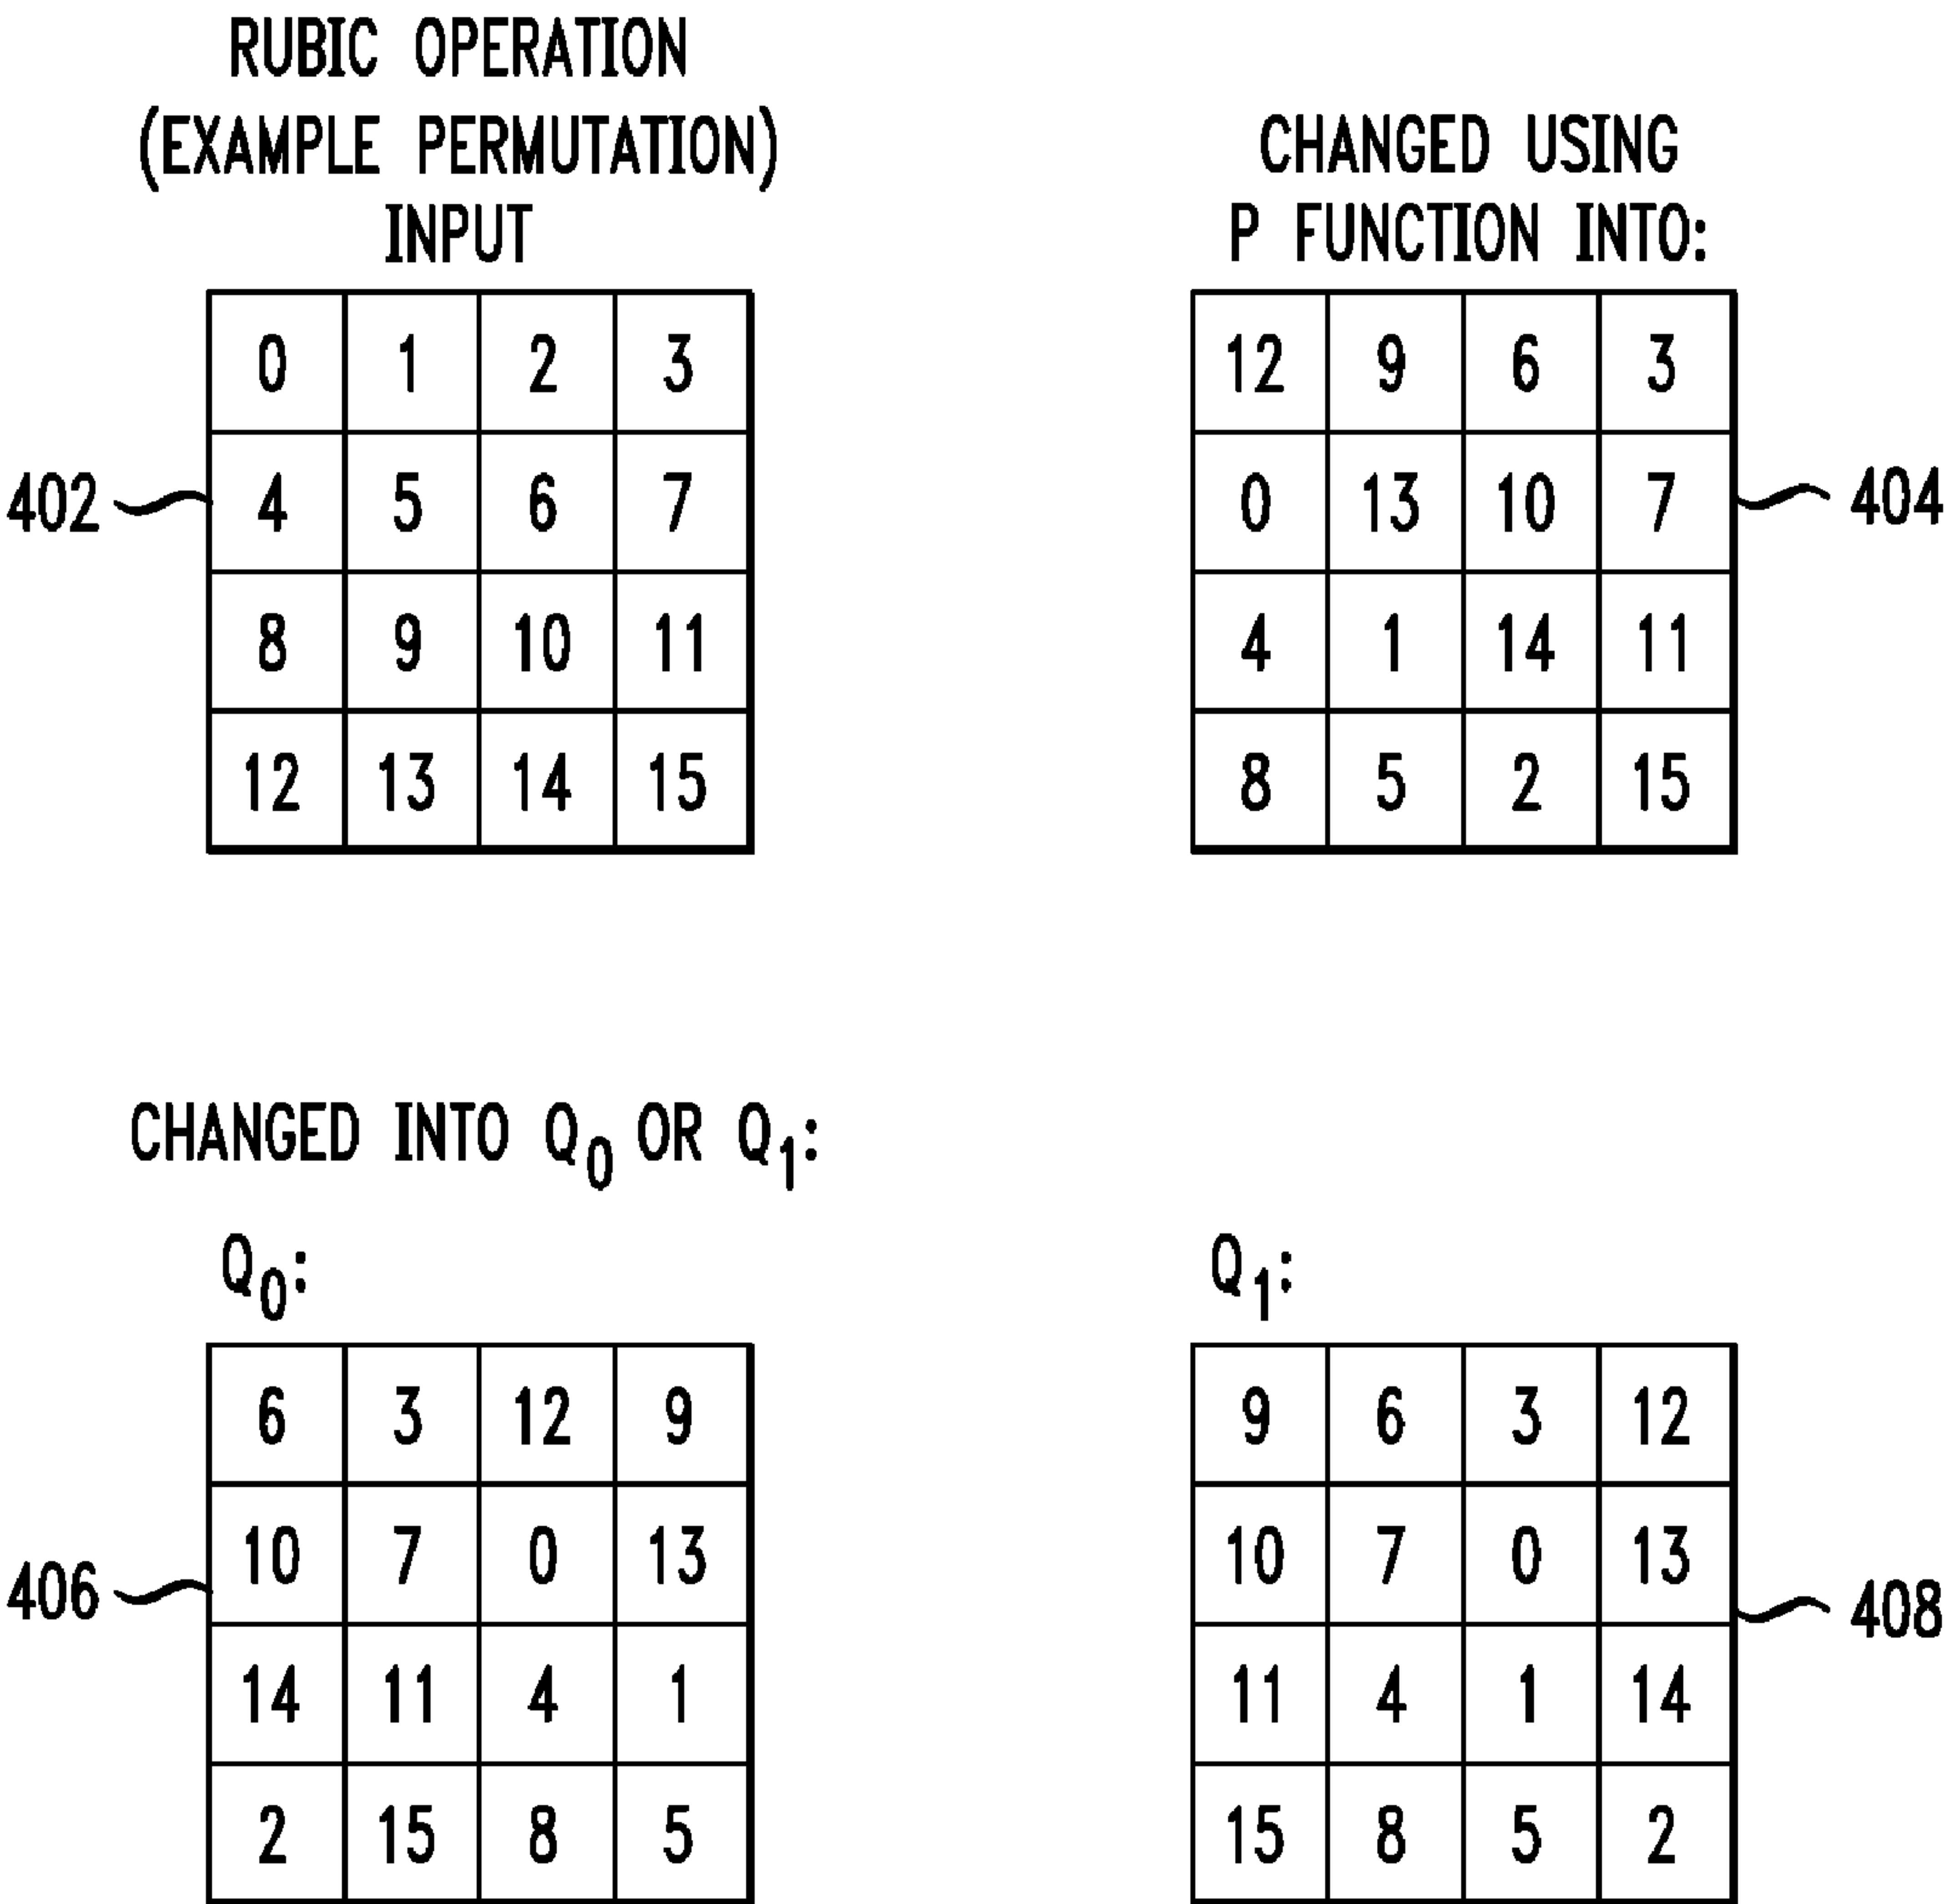 RUBIC OPERATION
(EXAMPLE PERMUTATION)
INPUT
0 1 2 3
4 5 6 7
402
8 9 10 11
12 13 14 15
CHANGED USING
P FUNCTION INTO:
12 9 6 3
0 13 10 7
404
4 1 14 11
8 5 2 15
CHANGED INTO Q0 OR Q1:
Q0:
6 3 12 9
10 7 0 13
406
14 11 4 1
2 15 8 5
Q1:
9 6 3 12
10 7 0 13
408
11 4 1 14
15 8 5 2